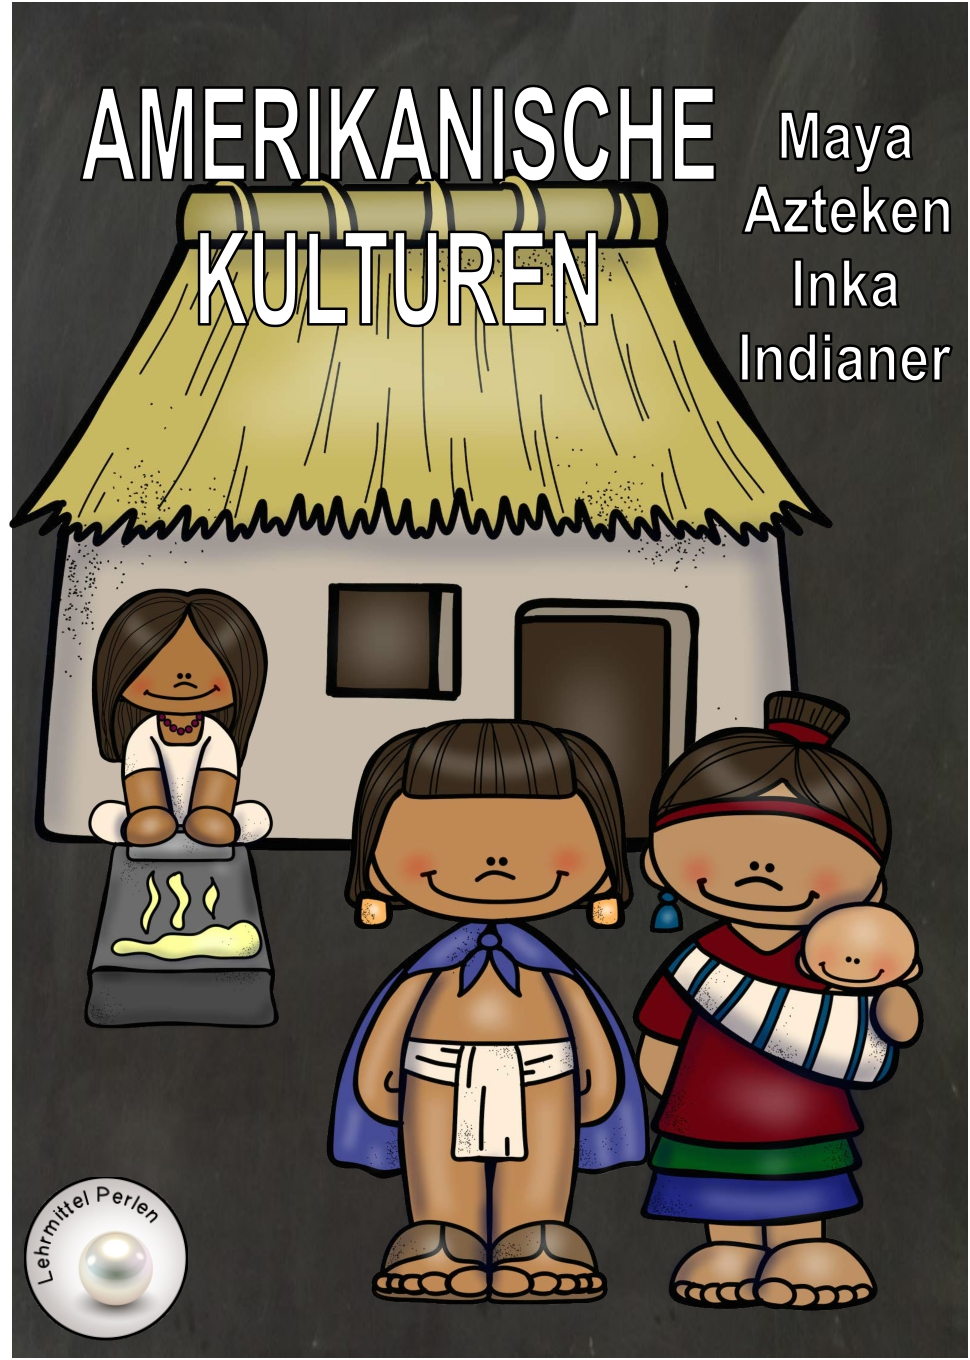 AMERIKANISCHE
KULTUREN
Maya
Azteken
Inka
Indianer
Lehrmittel Perlen